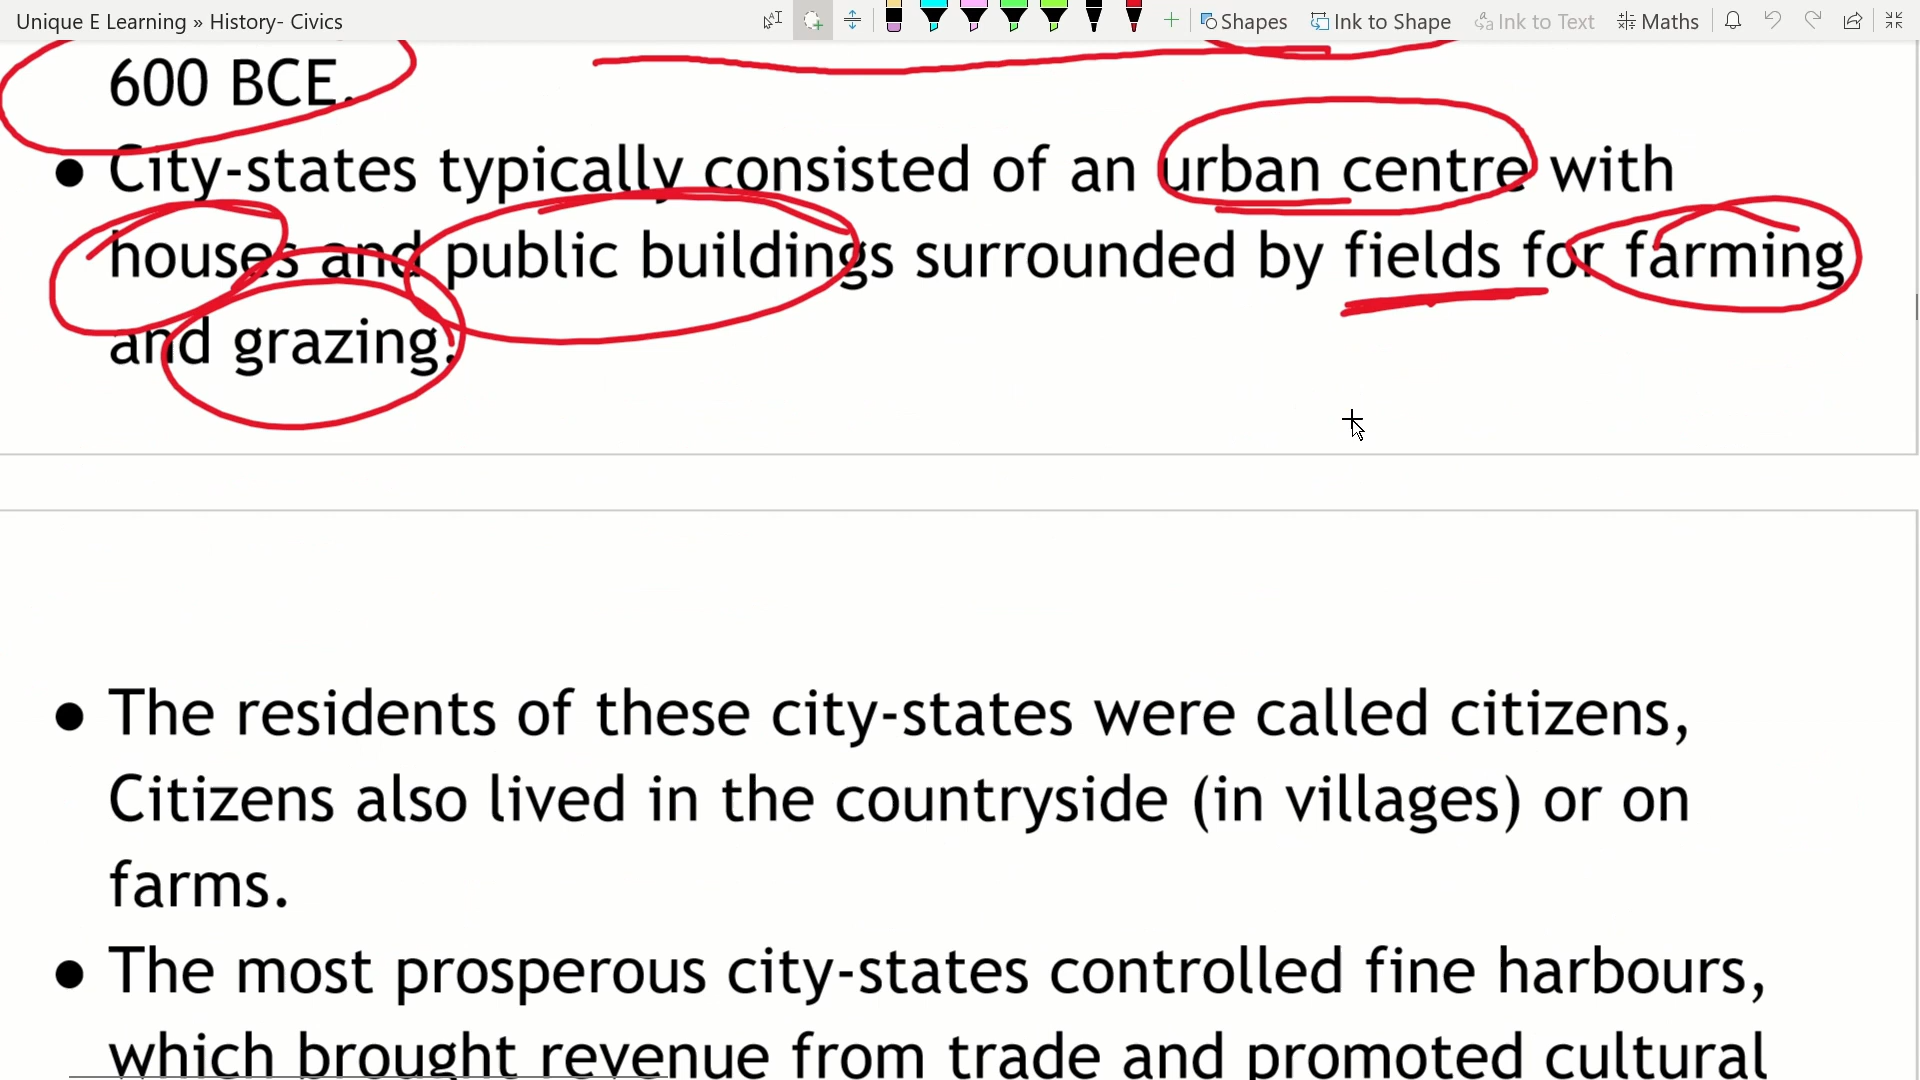 Unique E Learning » History- Civics
Shapes Ink to Shape Ink to Text Maths
600 BCE.
● City-states typically consisted of an urban centre with
houses and public buildings surrounded by fields for farming
and grazing.
● The residents of these city-states were called citizens,
Citizens also lived in the countryside (in villages) or on
farms.
● The most prosperous city-states controlled fine harbours,
which brought revenue from trade and promoted cultural